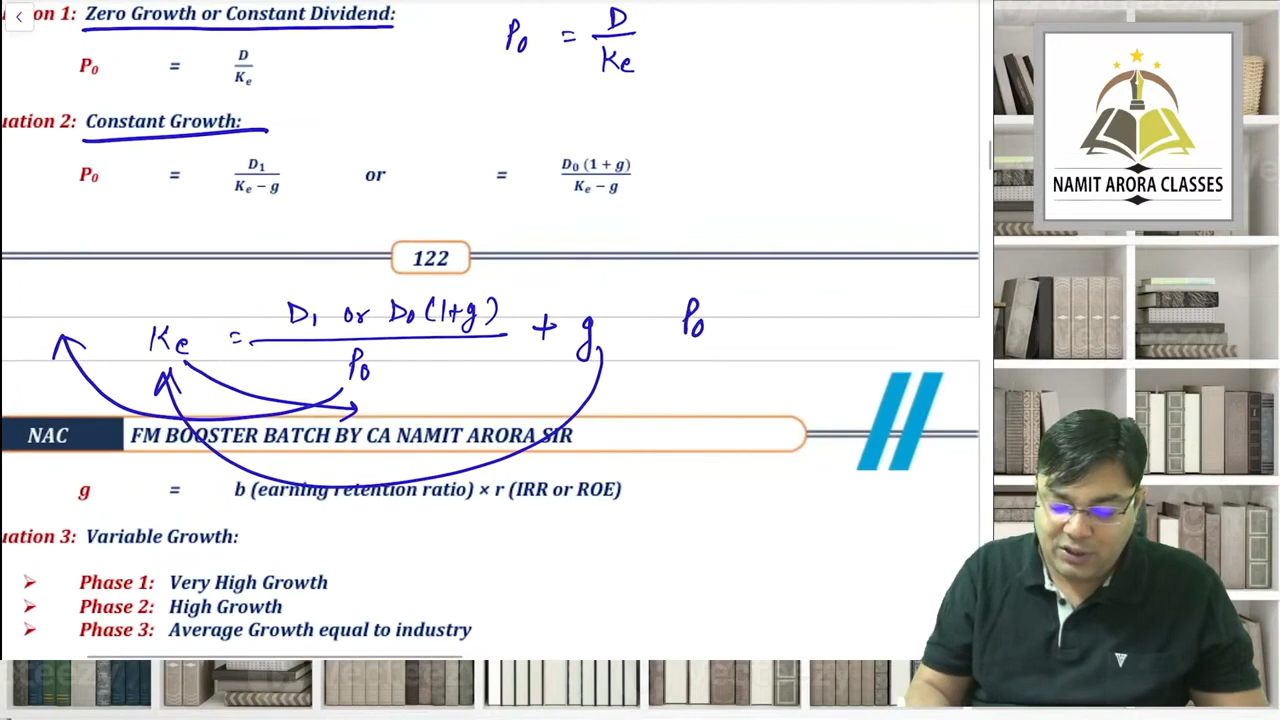 ion 1: Zero Growth or Constant Dividend:
P₀ = D / Kₑ
P₀ = D / Kₑ
uation 2: Constant Growth:
P₀ = D₁ / Kₑ − g or = D₀ (1 + g) / Kₑ − g
122
Kₑ = D₁ or D₀ (1+g) / P₀ + g P₀
NAC FM BOOSTER BATCH BY CA NAMIT ARORA SIR
g = b (earning retention ratio) × r (IRR or ROE)
uation 3: Variable Growth:
➢ Phase 1: Very High Growth
➢ Phase 2: High Growth
➢ Phase 3: Average Growth equal to industry
NAMIT ARORA CLASSES